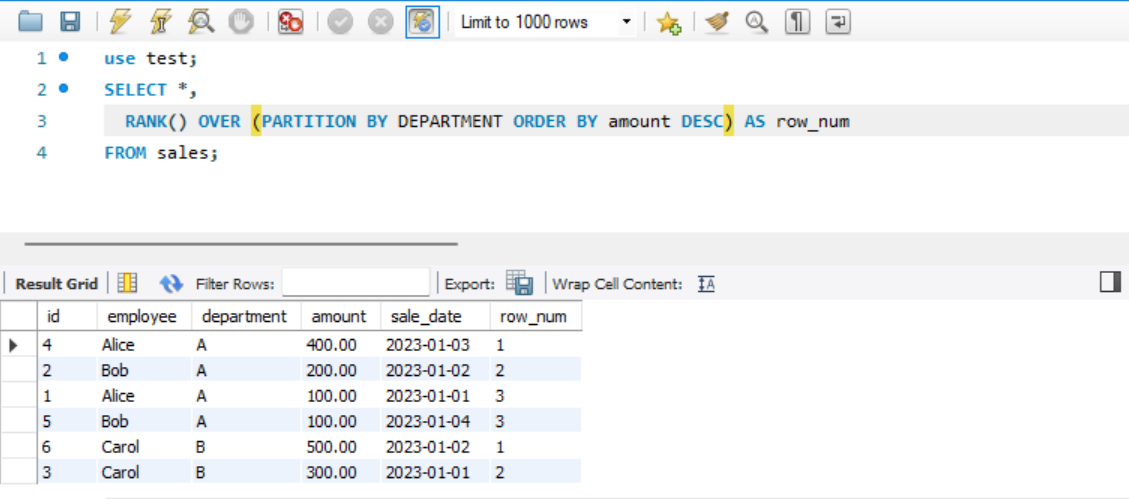 Limit to 1000 rows
1 use test;
2 SELECT *,
3 RANK() OVER (PARTITION BY DEPARTMENT ORDER BY amount DESC) AS row_num
4 FROM sales;
Result Grid Filter Rows: Export: Wrap Cell Content: IA
id employee department amount sale_date row_num
4 Alice A 400.00 2023-01-03 1
2 Bob A 200.00 2023-01-02 2
1 Alice A 100.00 2023-01-01 3
5 Bob A 100.00 2023-01-04 3
6 Carol B 500.00 2023-01-02 1
3 Carol B 300.00 2023-01-01 2